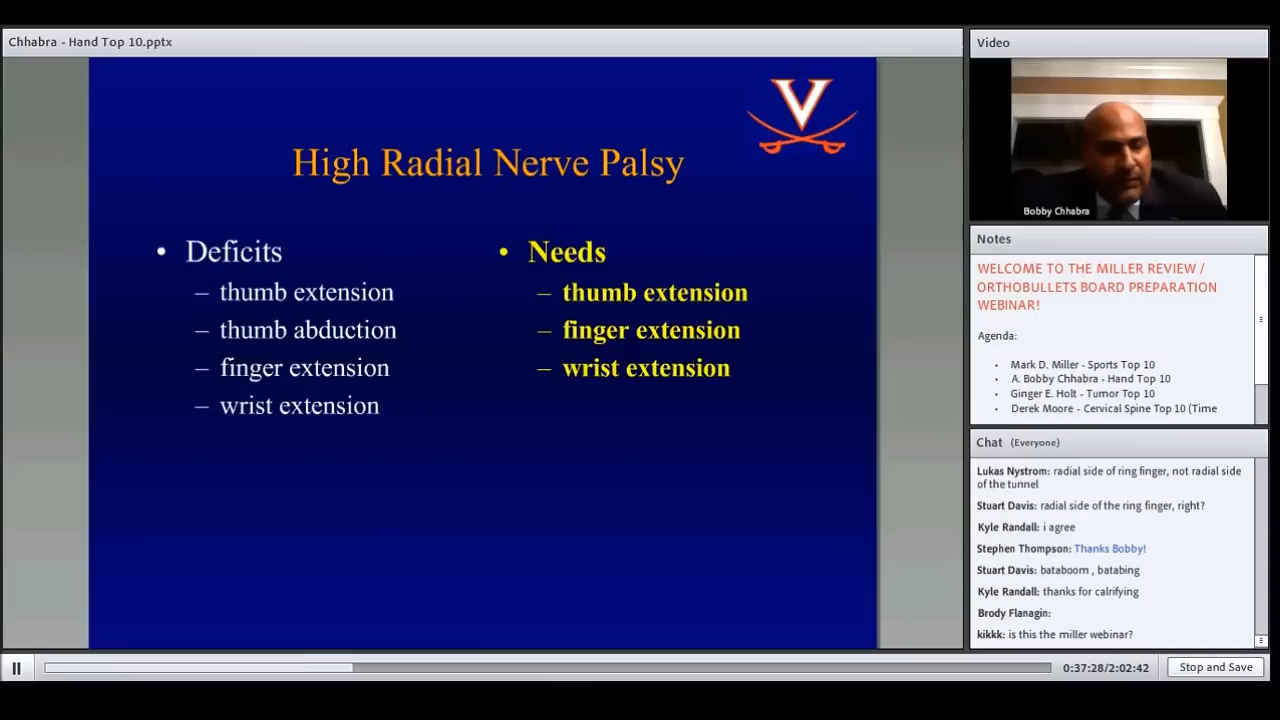 Chhabra - Hand Top 10.pptx
V
High Radial Nerve Palsy
• Deficits
– thumb extension
– thumb abduction
– finger extension
– wrist extension
• Needs
– thumb extension
– finger extension
– wrist extension
Video
Bobby Chhabra
Notes
WELCOME TO THE MILLER REVIEW /
ORTHOBULLETS BOARD PREPARATION
WEBINAR!
Agenda:
• Mark D. Miller - Sports Top 10
• A. Bobby Chhabra - Hand Top 10
• Ginger E. Holt - Tumor Top 10
• Derek Moore - Cervical Spine Top 10 (Time
Chat (Everyone)
Lukas Nystrom: radial side of ring finger, not radial side
of the tunnel
Stuart Davis: radial side of the ring finger, right?
Kyle Randall: i agree
Stephen Thompson: Thanks Bobby!
Stuart Davis: bataboom , batabing
Kyle Randall: thanks for calrifying
Brody Flanagin:
kikkk: is this the miller webinar?
0:37:28/2:02:42
Stop and Save